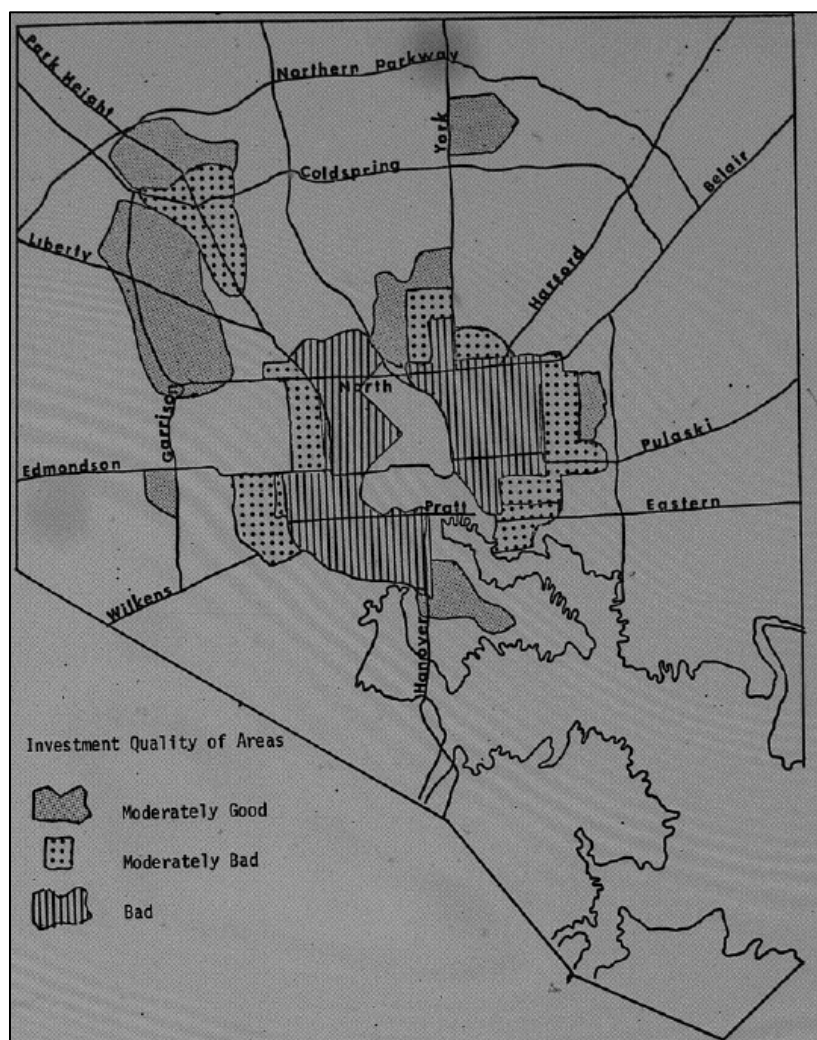 Park Height
Northern Parkway
York
Coldspring
Belair
Liberty
Harford
North
Garrison
Pulaski
Edmondson
Pratt
Eastern
Wilkens
Hanover
Investment Quality of Areas
Moderately Good
Moderately Bad
Bad